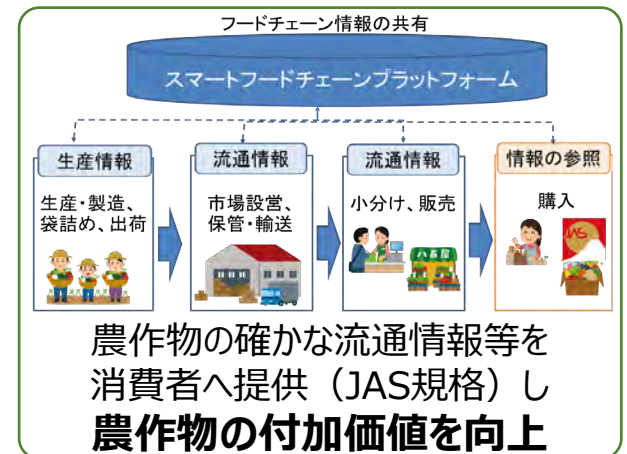 フードチェーン情報の共有
スマートフードチェーンプラットフォーム
生産情報
生産・製造、
袋詰め、出荷
流通情報
市場設営、
保管・輸送
流通情報
小分け、販売
八百屋
情報の参照
購入
JAS
農作物の確かな流通情報等を
消費者へ提供（JAS規格）し
農作物の付加価値を向上